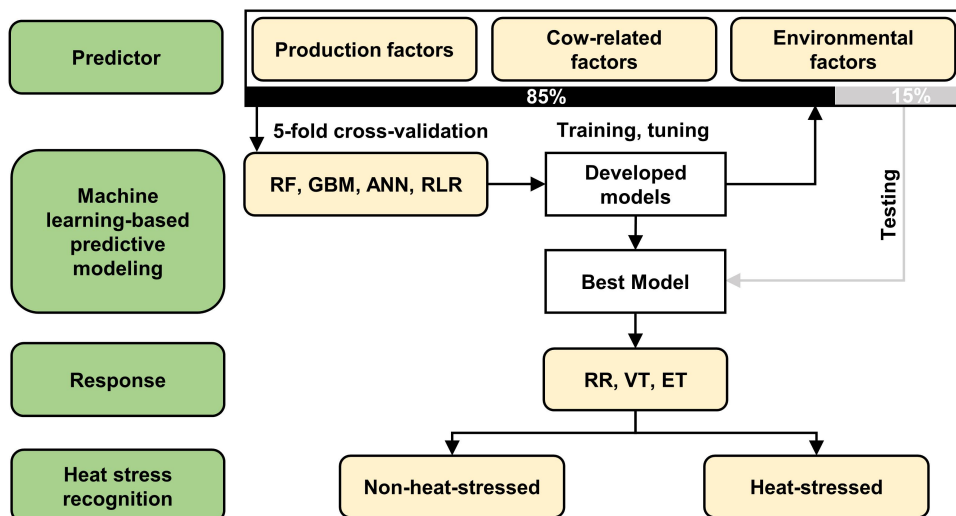 Predictor
Production factors
Cow-related
factors
Environmental
factors
85%
15%
5-fold cross-validation
Training, tuning
Machine
learning-based
predictive
modeling
RF, GBM, ANN, RLR
Developed
models
Testing
Best Model
Response
RR, VT, ET
Heat stress
recognition
Non-heat-stressed
Heat-stressed